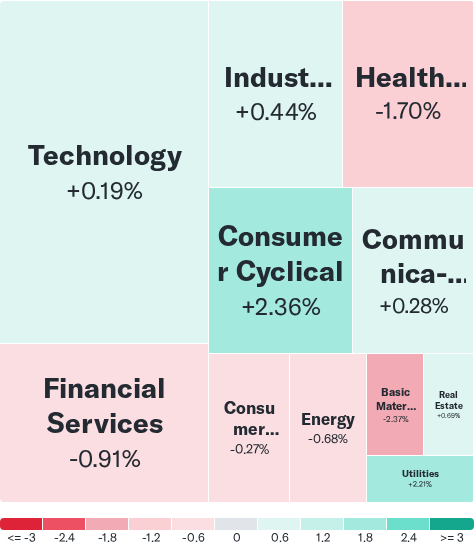 Technology
+0.19%
Indust...
+0.44%
Health...
-1.70%
Consume
r Cyclical
+2.36%
Commu
nica-...
+0.28%
Financial
Services
-0.91%
Consu
mer...
-0.27%
Energy
-0.68%
Basic
Mater...
-2.37%
Real
Estate
+0.69%
Utilities
+2.21%
<= -3 -2.4 -1.8 -1.2 -0.6 0 0.6 1.2 1.8 2.4 >= 3